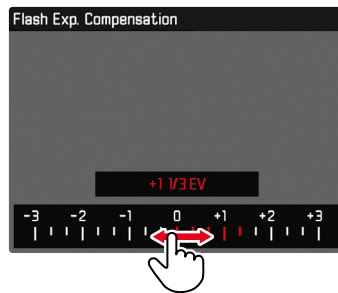 Flash Exp. Compensation
+1 1/3 EV
-3 -2 -1 0 +1 +2 +3